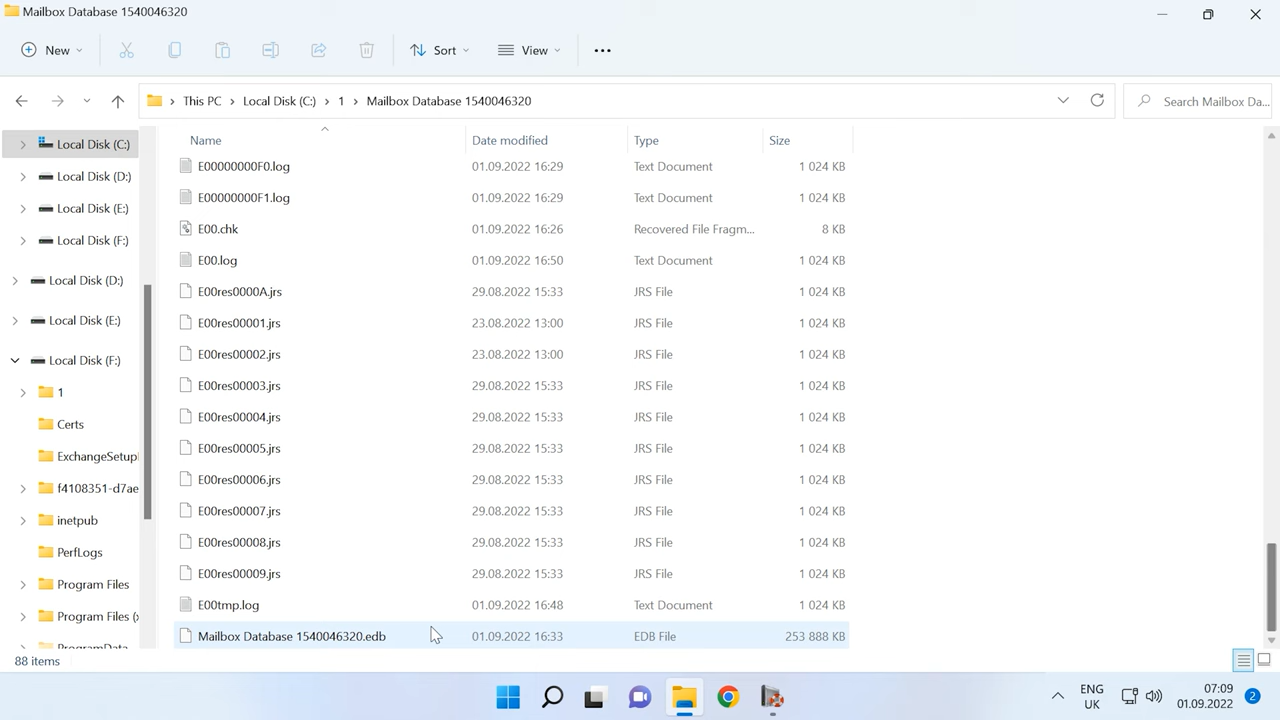 Mailbox Database 1540046320
New Sort View
This PC Local Disk (C:) 1 Mailbox Database 1540046320 Search Mailbox Da...
Local Disk (C:)
Local Disk (D:)
Local Disk (E:)
Local Disk (F:)
Local Disk (D:)
Local Disk (E:)
Local Disk (F:)
1
Certs
ExchangeSetup
f4108351-d7ae
inetpub
PerfLogs
Program Files
Program Files (x
ProgramData
Name Date modified Type Size
E00000000F0.log 01.09.2022 16:29 Text Document 1 024 KB
E00000000F1.log 01.09.2022 16:29 Text Document 1 024 KB
E00.chk 01.09.2022 16:26 Recovered File Fragm... 8 KB
E00.log 01.09.2022 16:50 Text Document 1 024 KB
E00res0000A.jrs 29.08.2022 15:33 JRS File 1 024 KB
E00res00001.jrs 23.08.2022 13:00 JRS File 1 024 KB
E00res00002.jrs 23.08.2022 13:00 JRS File 1 024 KB
E00res00003.jrs 29.08.2022 15:33 JRS File 1 024 KB
E00res00004.jrs 29.08.2022 15:33 JRS File 1 024 KB
E00res00005.jrs 29.08.2022 15:33 JRS File 1 024 KB
E00res00006.jrs 29.08.2022 15:33 JRS File 1 024 KB
E00res00007.jrs 29.08.2022 15:33 JRS File 1 024 KB
E00res00008.jrs 29.08.2022 15:33 JRS File 1 024 KB
E00res00009.jrs 29.08.2022 15:33 JRS File 1 024 KB
E00tmp.log 01.09.2022 16:48 Text Document 1 024 KB
Mailbox Database 1540046320.edb 01.09.2022 16:33 EDB File 253 888 KB
88 items
ENG 07:09
UK 01.09.2022 2